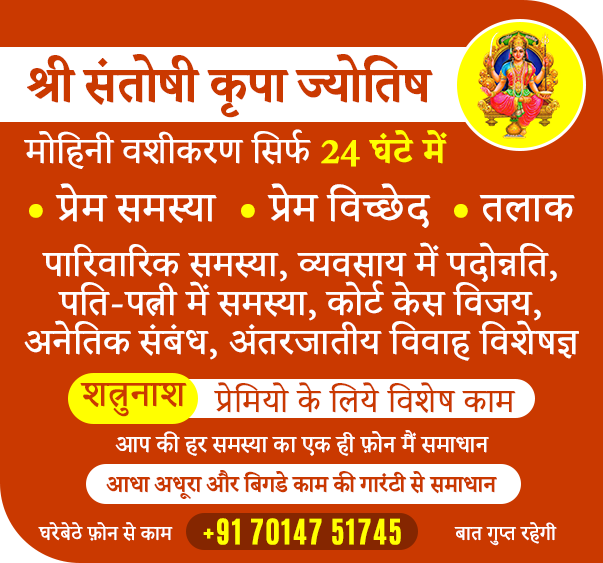 श्री संतोषी कृपा ज्योतिष
मोहिनी वशीकरण सिर्फ 24 घंटे में
• प्रेम समस्या • प्रेम विच्छेद • तलाक
पारिवारिक समस्या, व्यवसाय में पदोन्नति,
पति-पत्नी में समस्या, कोर्ट केस विजय,
अनेतिक संबंध, अंतरजातीय विवाह विशेषज्ञ
शत्रुनाश प्रेमियो के लिये विशेष काम
आप की हर समस्या का एक ही फ़ोन मैं समाधान
आधा अधूरा और बिगडे काम की गारंटी से समाधान
घरेबेठे फ़ोन से काम +91 70147 51745 बात गुप्त रहेगी